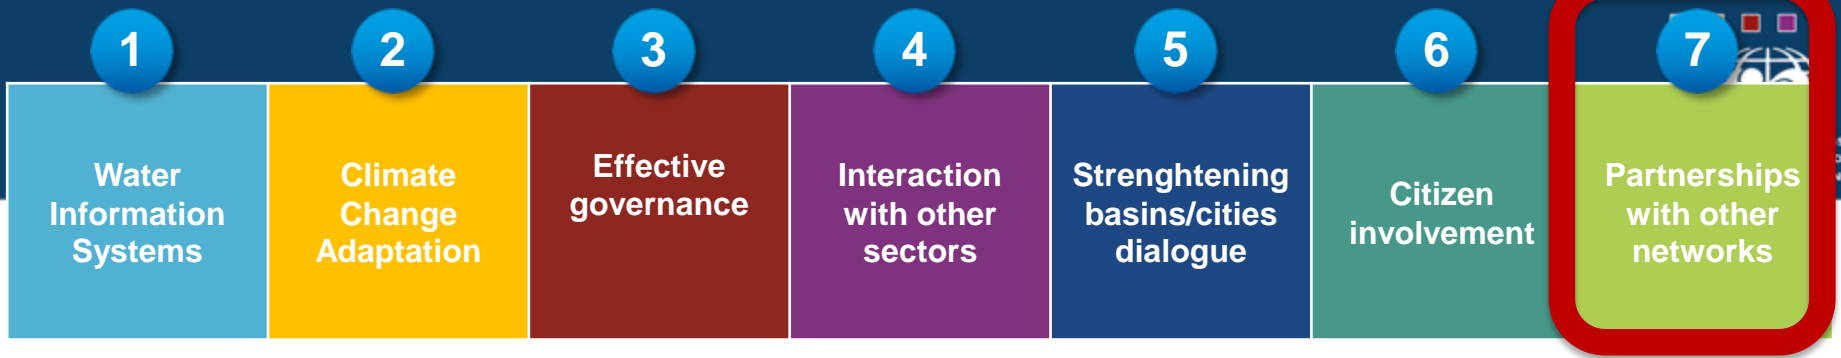 1
2
3
4
5
6
7
Water
Information
Systems
Climate
Change
Adaptation
Effective
governance
Interaction
with other
sectors
Strenghtening
basins/cities
dialogue
Citizen
involvement
Partnerships
with other
networks